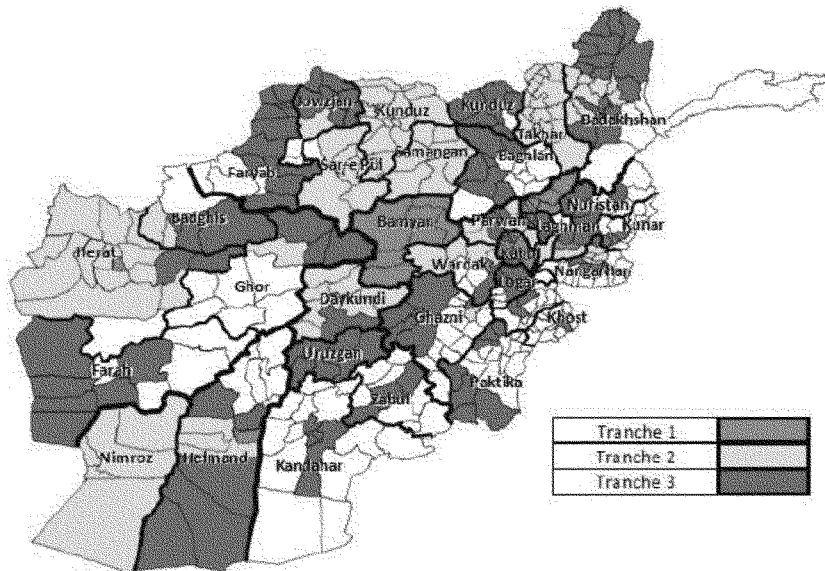 Jowzjan
Kunduz
Kunduz
Takhar
Badakhshan
Faryab
Sar-e Pul
Samangan
Baghlan
Badghis
Bamyan
Parwan
Nuristan
Laghman
Kunar
Herat
Wardak
Kabul
Logar
Nangarhar
Ghor
Daykundi
Ghazni
Khost
Uruzgan
Farah
Zabul
Paktika
Nimroz
Helmand
Kandahar
Tranche 1
Tranche 2
Tranche 3